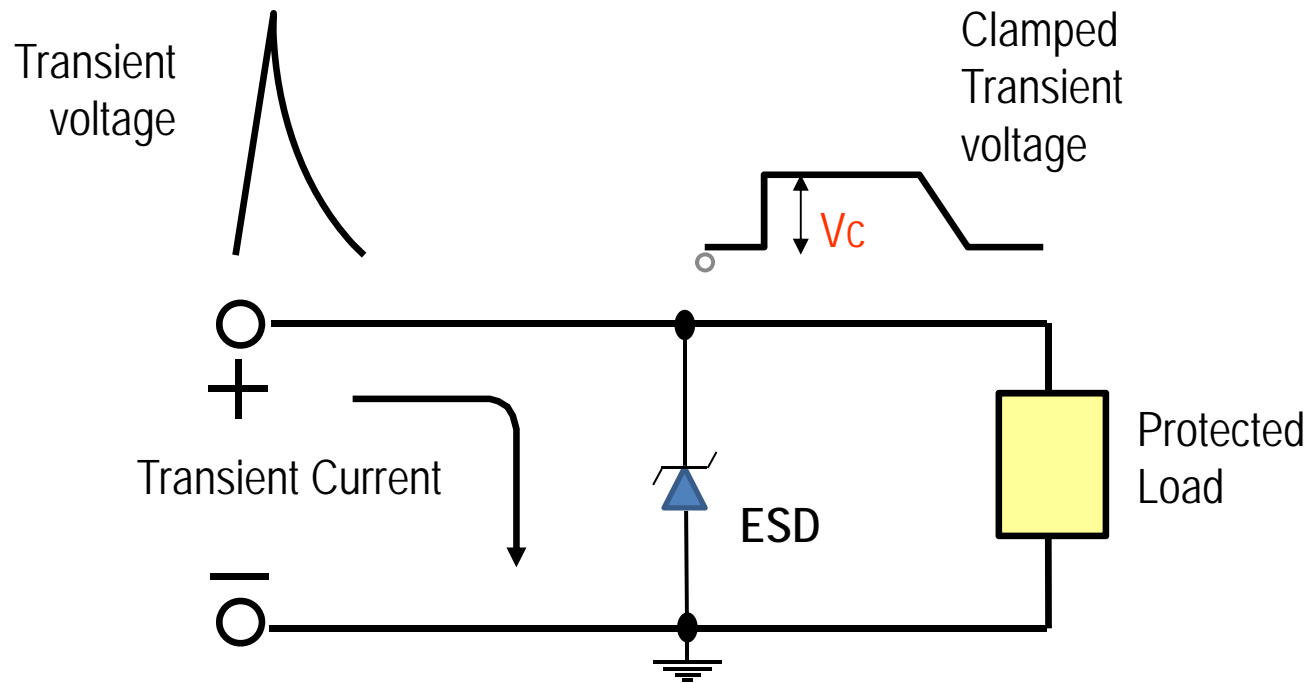 Transient
voltage
Clamped
Transient
voltage
Vc
+
Transient Current
ESD
Protected
Load
−